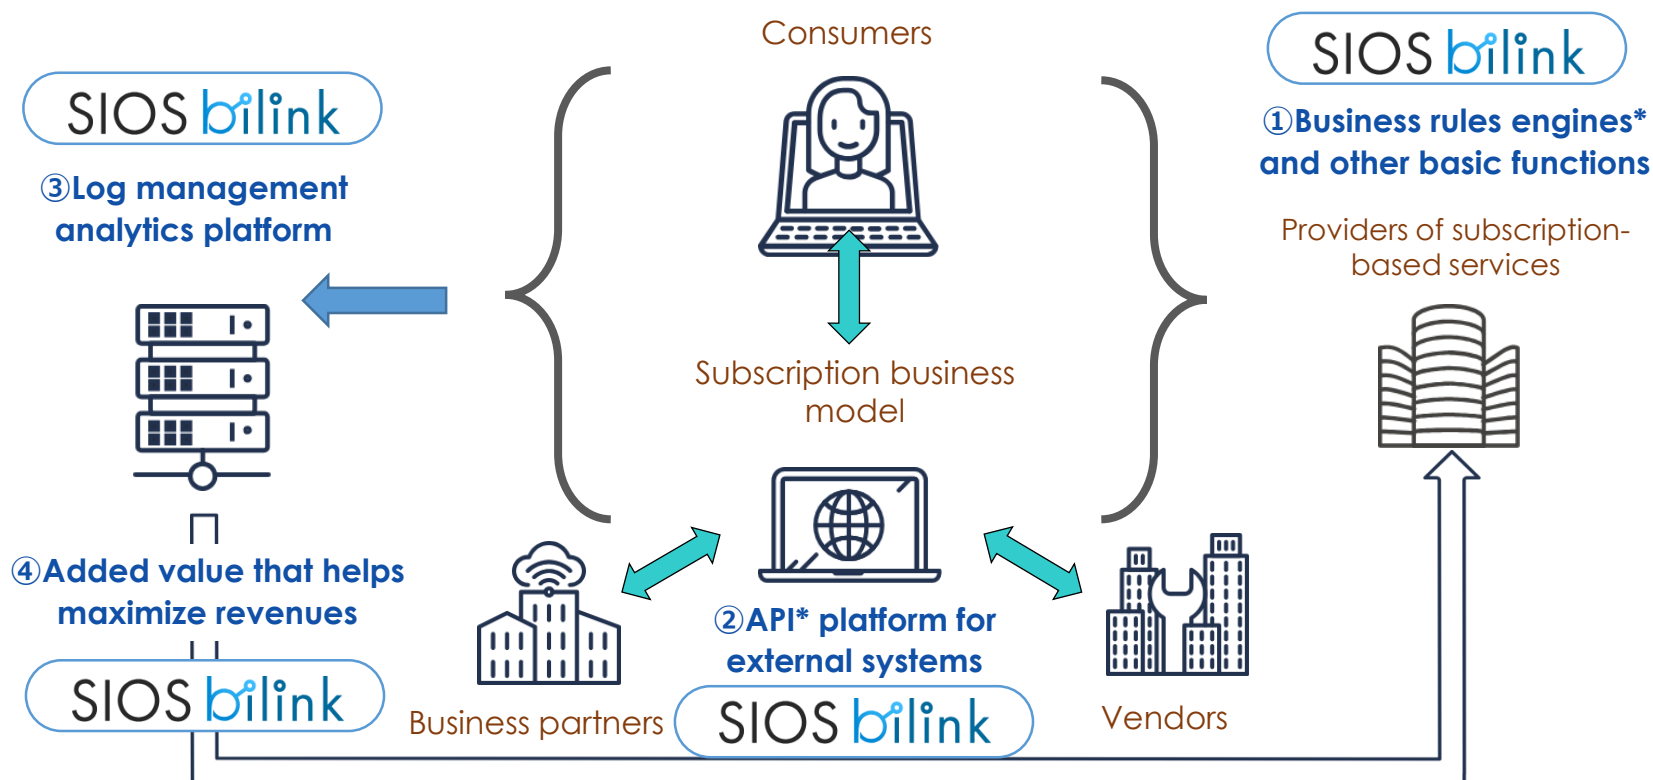 Consumers
SIOS bilink
①Business rules engines*
and other basic functions
Providers of subscription-
based services
SIOS bilink
③Log management
analytics platform
Subscription business
model
④Added value that helps
maximize revenues
SIOS bilink
Business partners
②API* platform for
external systems
SIOS bilink
Vendors